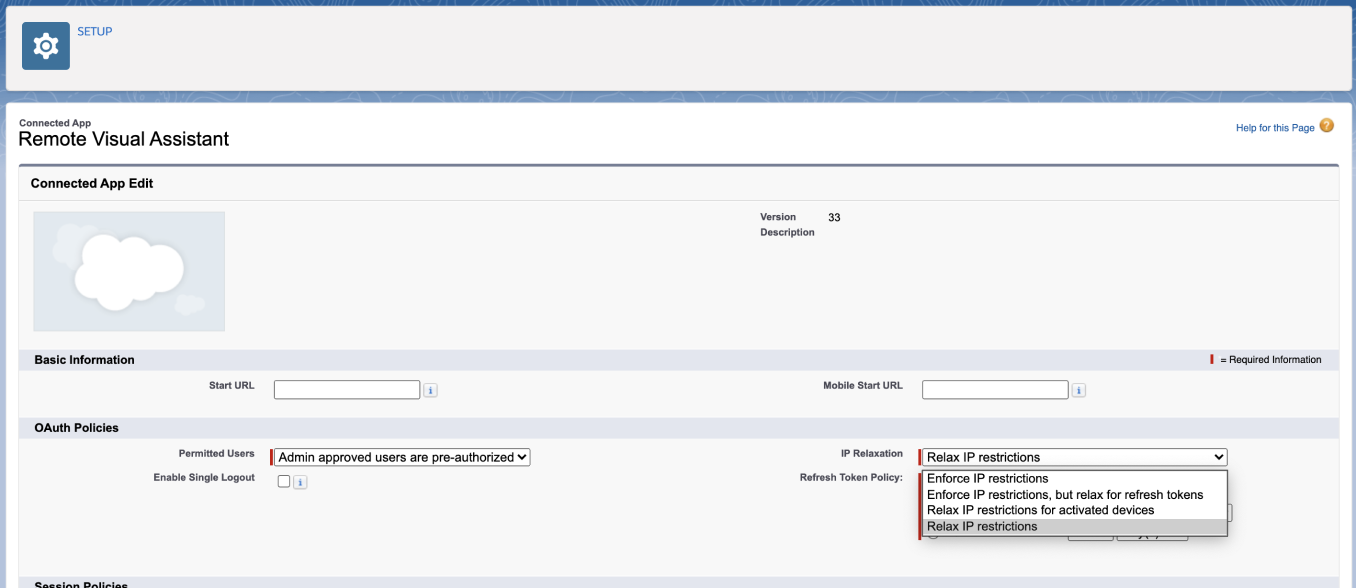 SETUP
Connected App
Remote Visual Assistant
Help for this Page ?
Connected App Edit
Version 33
Description
Basic Information
= Required Information
Start URL i
Mobile Start URL i
OAuth Policies
Permitted Users Admin approved users are pre-authorized
IP Relaxation Relax IP restrictions
Enable Single Logout i
Refresh Token Policy:
Enforce IP restrictions
Enforce IP restrictions, but relax for refresh tokens
Relax IP restrictions for activated devices
Relax IP restrictions
Session Policies